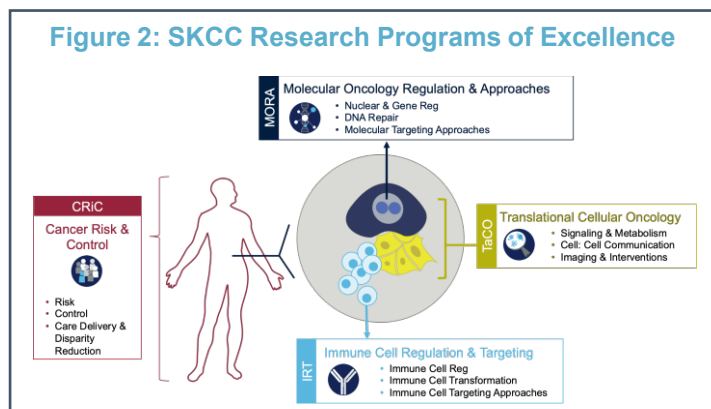 Figure 2: SKCC Research Programs of Excellence
MORA
Molecular Oncology Regulation & Approaches
• Nuclear & Gene Reg
• DNA Repair
• Molecular Targeting Approaches
CRiC
Cancer Risk &
Control
• Risk
• Control
• Care Delivery &
Disparity
Reduction
TaCO
Translational Cellular Oncology
• Signaling & Metabolism
• Cell: Cell Communication
• Imaging & Interventions
IRT
Immune Cell Regulation & Targeting
• Immune Cell Reg
• Immune Cell Transformation
• Immune Cell Targeting Approaches